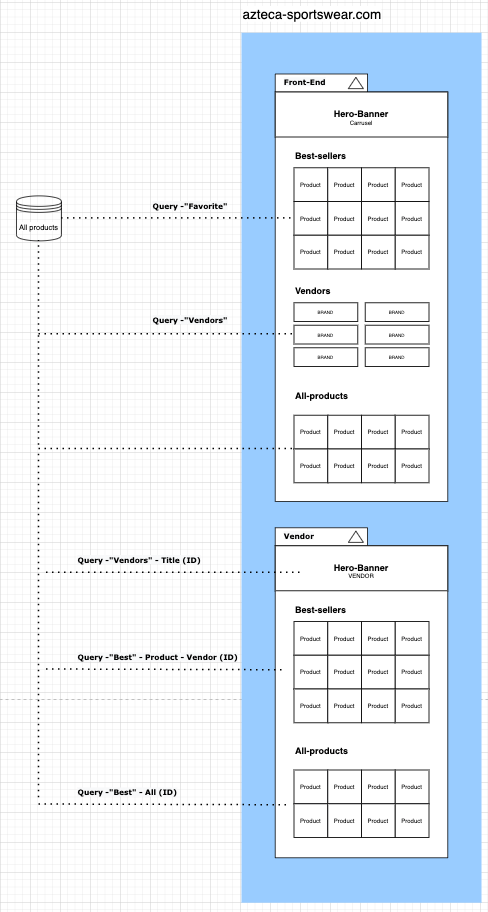 azteca-sportswear.com
Front-End
Hero-Banner
Carrusel
Best-sellers
Product Product Product Product
Query -"Favorite"
Product Product Product Product
All products
Product Product Product Product
Vendors
BRAND BRAND
Query -"Vendors"
BRAND BRAND
BRAND BRAND
All-products
Product Product Product Product
Product Product Product Product
Vendor
Query -"Vendors" - Title (ID)
Hero-Banner
VENDOR
Best-sellers
Product Product Product Product
Query -"Best" - Product - Vendor (ID)
Product Product Product Product
Product Product Product Product
All-products
Product Product Product Product
Query -"Best" - All (ID)
Product Product Product Product